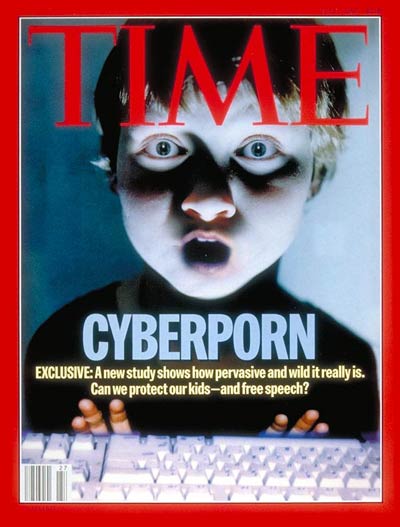 TIME
CYBERPORN
EXCLUSIVE: A new study shows how pervasive and wild it really is.
Can we protect our kids—and free speech?
27